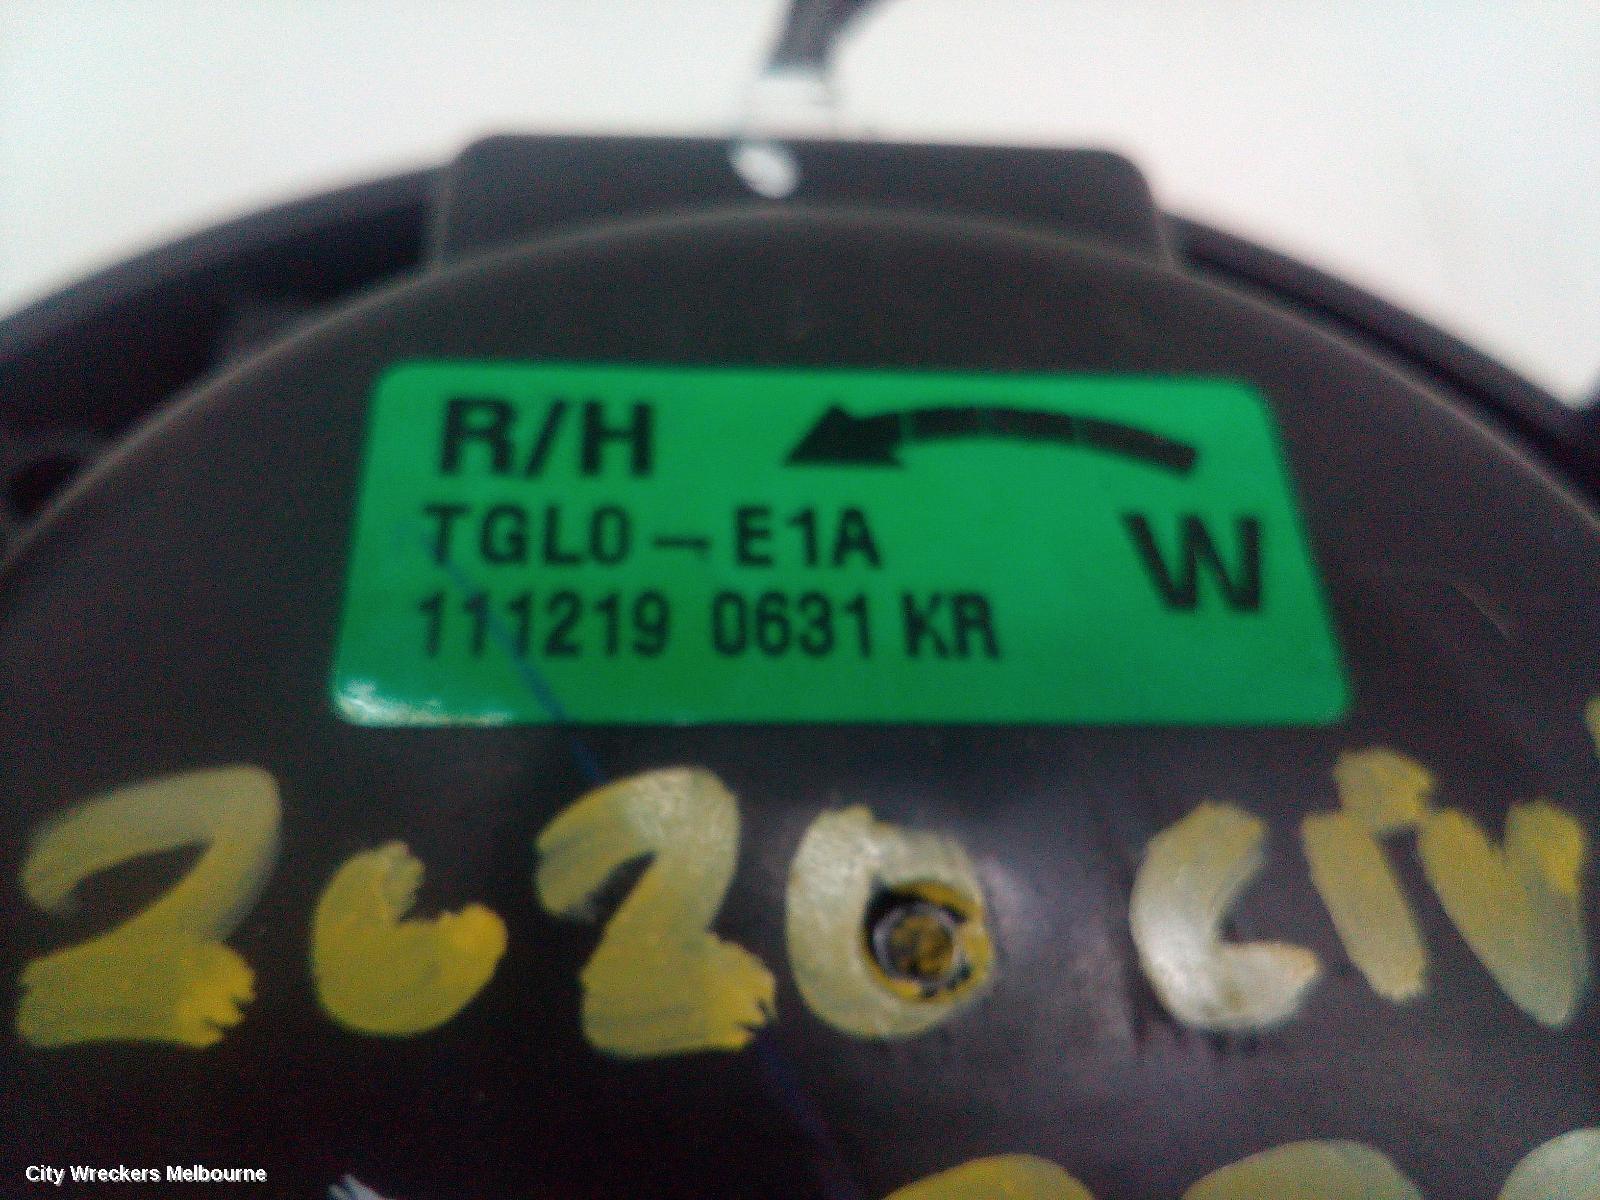 R/H
TGL0-E1A
W
111219 0631 KR
2020 CIV
City Wreckers Melbourne